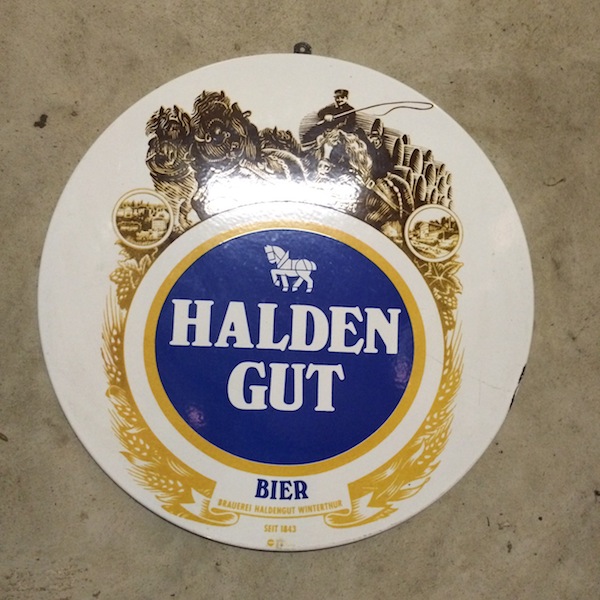 HALDEN
GUT
BIER
BRAUEREI HALDENGUT WINTERTHUR
SEIT 1843